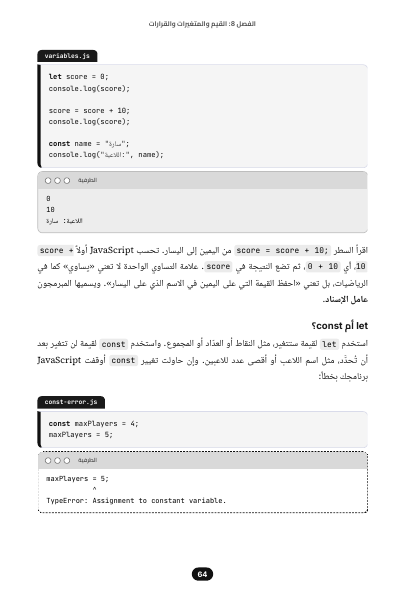 الفصل 8: القيم والمتغيرات والقرارات
variables.js
let score = 0;
console.log(score);
score = score + 10;
console.log(score);
const name = "سارة";
console.log("اللاعبة:", name);
الطرفية
0
10
اللاعبة: سارة
اقرأ السطر score = score + 10; من اليمين إلى اليسار. تحسب JavaScript أولاً score +
10، أي 0 + 10، ثم تضع النتيجة في score. علامة التساوي الواحدة لا تعني «يساوي» كما في
الرياضيات، بل تعني «احفظ القيمة التي على اليمين في الاسم الذي على اليسار». ويسميها المبرمجون
عامل الإسناد.
let أم const؟
استخدم let لقيمة ستتغير، مثل النقاط أو العدّاد أو المجموع. واستخدم const لقيمة لن تتغير بعد
أن تُحدَّد، مثل اسم اللاعب أو أقصى عدد للاعبين. وإن حاولت تغيير const أوقفت JavaScript
برنامجك بخطأ:
const-error.js
const maxPlayers = 4;
maxPlayers = 5;
الطرفية
maxPlayers = 5;
^
TypeError: Assignment to constant variable.
64